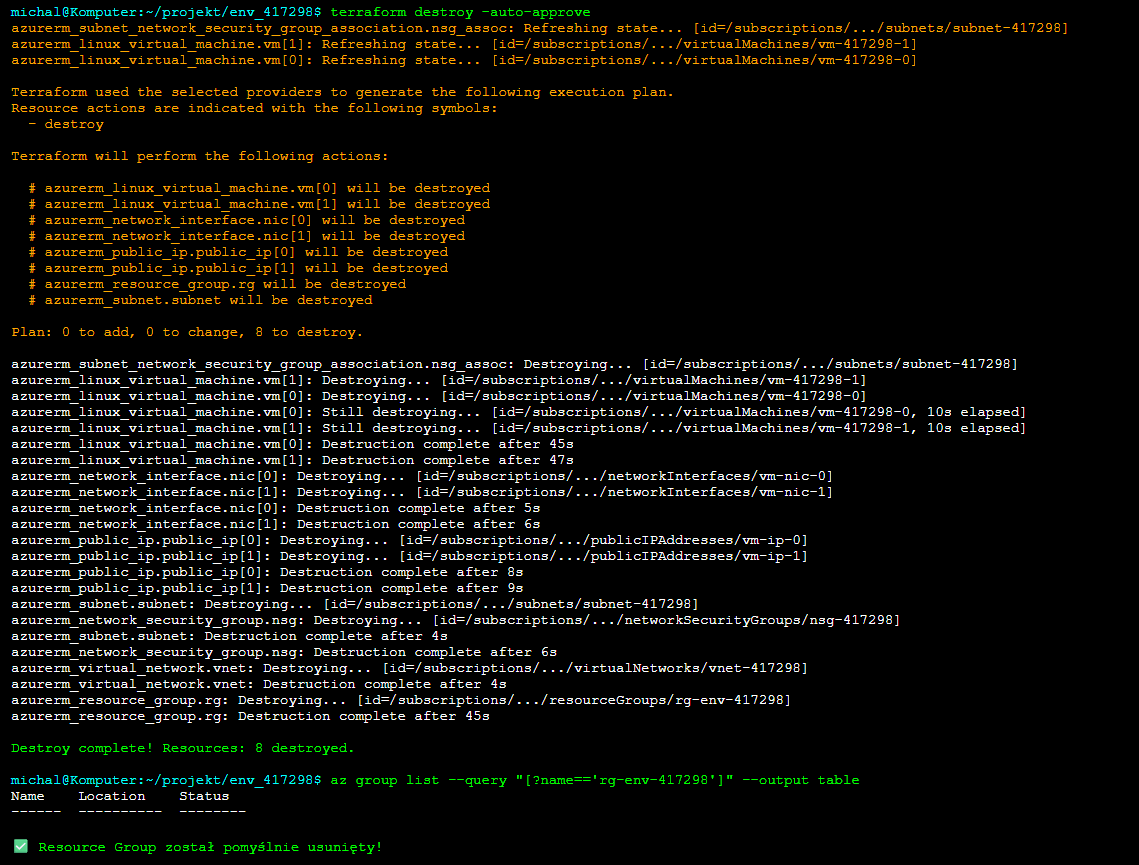 michal@Komputer:~/projekt/env_417298$ terraform destroy -auto-approve
azurerm_subnet_network_security_group_association.nsg_assoc: Refreshing state... [id=/subscriptions/.../subnets/subnet-417298]
azurerm_linux_virtual_machine.vm[1]: Refreshing state... [id=/subscriptions/.../virtualMachines/vm-417298-1]
azurerm_linux_virtual_machine.vm[0]: Refreshing state... [id=/subscriptions/.../virtualMachines/vm-417298-0]
Terraform used the selected providers to generate the following execution plan.
Resource actions are indicated with the following symbols:
- destroy
Terraform will perform the following actions:
# azurerm_linux_virtual_machine.vm[0] will be destroyed
# azurerm_linux_virtual_machine.vm[1] will be destroyed
# azurerm_network_interface.nic[0] will be destroyed
# azurerm_network_interface.nic[1] will be destroyed
# azurerm_public_ip.public_ip[0] will be destroyed
# azurerm_public_ip.public_ip[1] will be destroyed
# azurerm_resource_group.rg will be destroyed
# azurerm_subnet.subnet will be destroyed
Plan: 0 to add, 0 to change, 8 to destroy.
azurerm_subnet_network_security_group_association.nsg_assoc: Destroying... [id=/subscriptions/.../subnets/subnet-417298]
azurerm_linux_virtual_machine.vm[1]: Destroying... [id=/subscriptions/.../virtualMachines/vm-417298-1]
azurerm_linux_virtual_machine.vm[0]: Destroying... [id=/subscriptions/.../virtualMachines/vm-417298-0]
azurerm_linux_virtual_machine.vm[0]: Still destroying... [id=/subscriptions/.../virtualMachines/vm-417298-0, 10s elapsed]
azurerm_linux_virtual_machine.vm[1]: Still destroying... [id=/subscriptions/.../virtualMachines/vm-417298-1, 10s elapsed]
azurerm_linux_virtual_machine.vm[0]: Destruction complete after 45s
azurerm_linux_virtual_machine.vm[1]: Destruction complete after 47s
azurerm_network_interface.nic[0]: Destroying... [id=/subscriptions/.../networkInterfaces/vm-nic-0]
azurerm_network_interface.nic[1]: Destroying... [id=/subscriptions/.../networkInterfaces/vm-nic-1]
azurerm_network_interface.nic[0]: Destruction complete after 5s
azurerm_network_interface.nic[1]: Destruction complete after 6s
azurerm_public_ip.public_ip[0]: Destroying... [id=/subscriptions/.../publicIPAddresses/vm-ip-0]
azurerm_public_ip.public_ip[1]: Destroying... [id=/subscriptions/.../publicIPAddresses/vm-ip-1]
azurerm_public_ip.public_ip[0]: Destruction complete after 8s
azurerm_public_ip.public_ip[1]: Destruction complete after 9s
azurerm_subnet.subnet: Destroying... [id=/subscriptions/.../subnets/subnet-417298]
azurerm_network_security_group.nsg: Destroying... [id=/subscriptions/.../networkSecurityGroups/nsg-417298]
azurerm_subnet.subnet: Destruction complete after 4s
azurerm_network_security_group.nsg: Destruction complete after 6s
azurerm_virtual_network.vnet: Destroying... [id=/subscriptions/.../virtualNetworks/vnet-417298]
azurerm_virtual_network.vnet: Destruction complete after 4s
azurerm_resource_group.rg: Destroying... [id=/subscriptions/.../resourceGroups/rg-env-417298]
azurerm_resource_group.rg: Destruction complete after 45s
Destroy complete! Resources: 8 destroyed.
michal@Komputer:~/projekt/env_417298$ az group list --query "[?name=='rg-env-417298']" --output table
Name Location Status
------ ---------- --------
✅ Resource Group został pomyślnie usunięty!